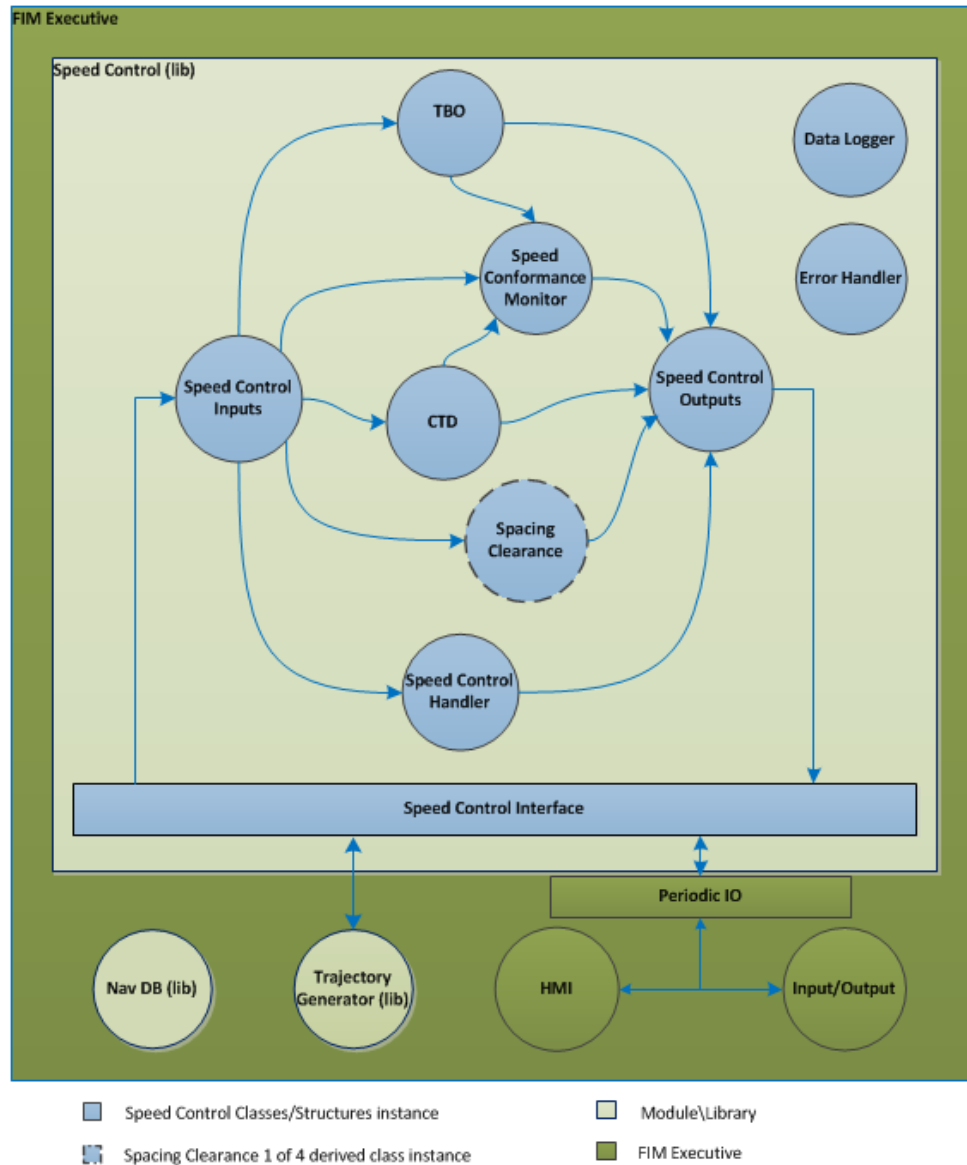 FIM Executive
Speed Control (lib)
TBO
Data Logger
Speed
Conformance
Monitor
Error Handler
Speed Control
Inputs
CTD
Speed Control
Outputs
Spacing
Clearance
Speed Control
Handler
Speed Control Interface
Periodic IO
Nav DB (lib)
Trajectory
Generator (lib)
HMI
Input/Output
Speed Control Classes/Structures instance
Module\Library
Spacing Clearance 1 of 4 derived class instance
FIM Executive